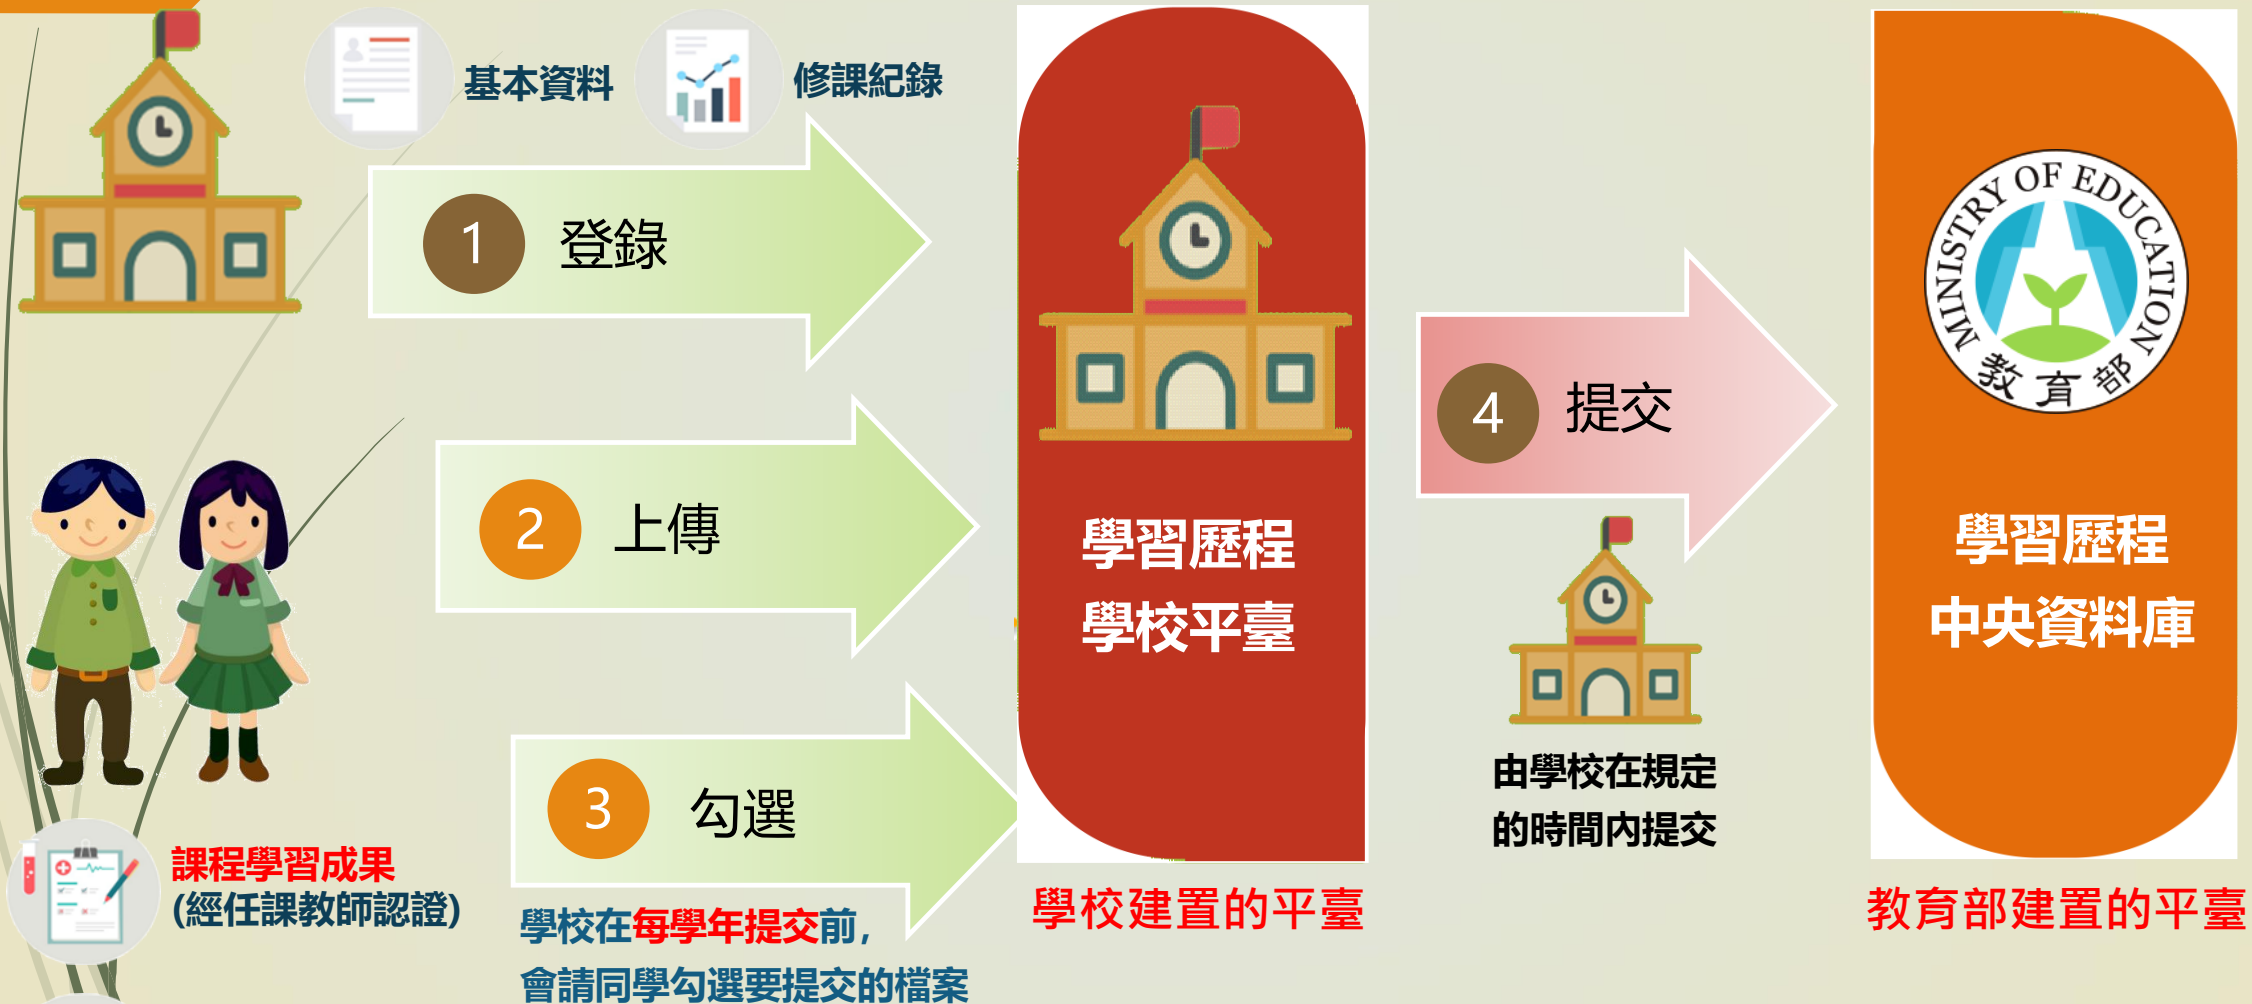 基本資料
修課紀錄
1 登錄
2 上傳
3 勾選
課程學習成果
(經任課教師認證)
學校在每學年提交前，
會請同學勾選要提交的檔案
學習歷程
學校平臺
學校建置的平臺
4 提交
由學校在規定
的時間內提交
MINISTRY OF EDUCATION
教育部
學習歷程
中央資料庫
教育部建置的平臺